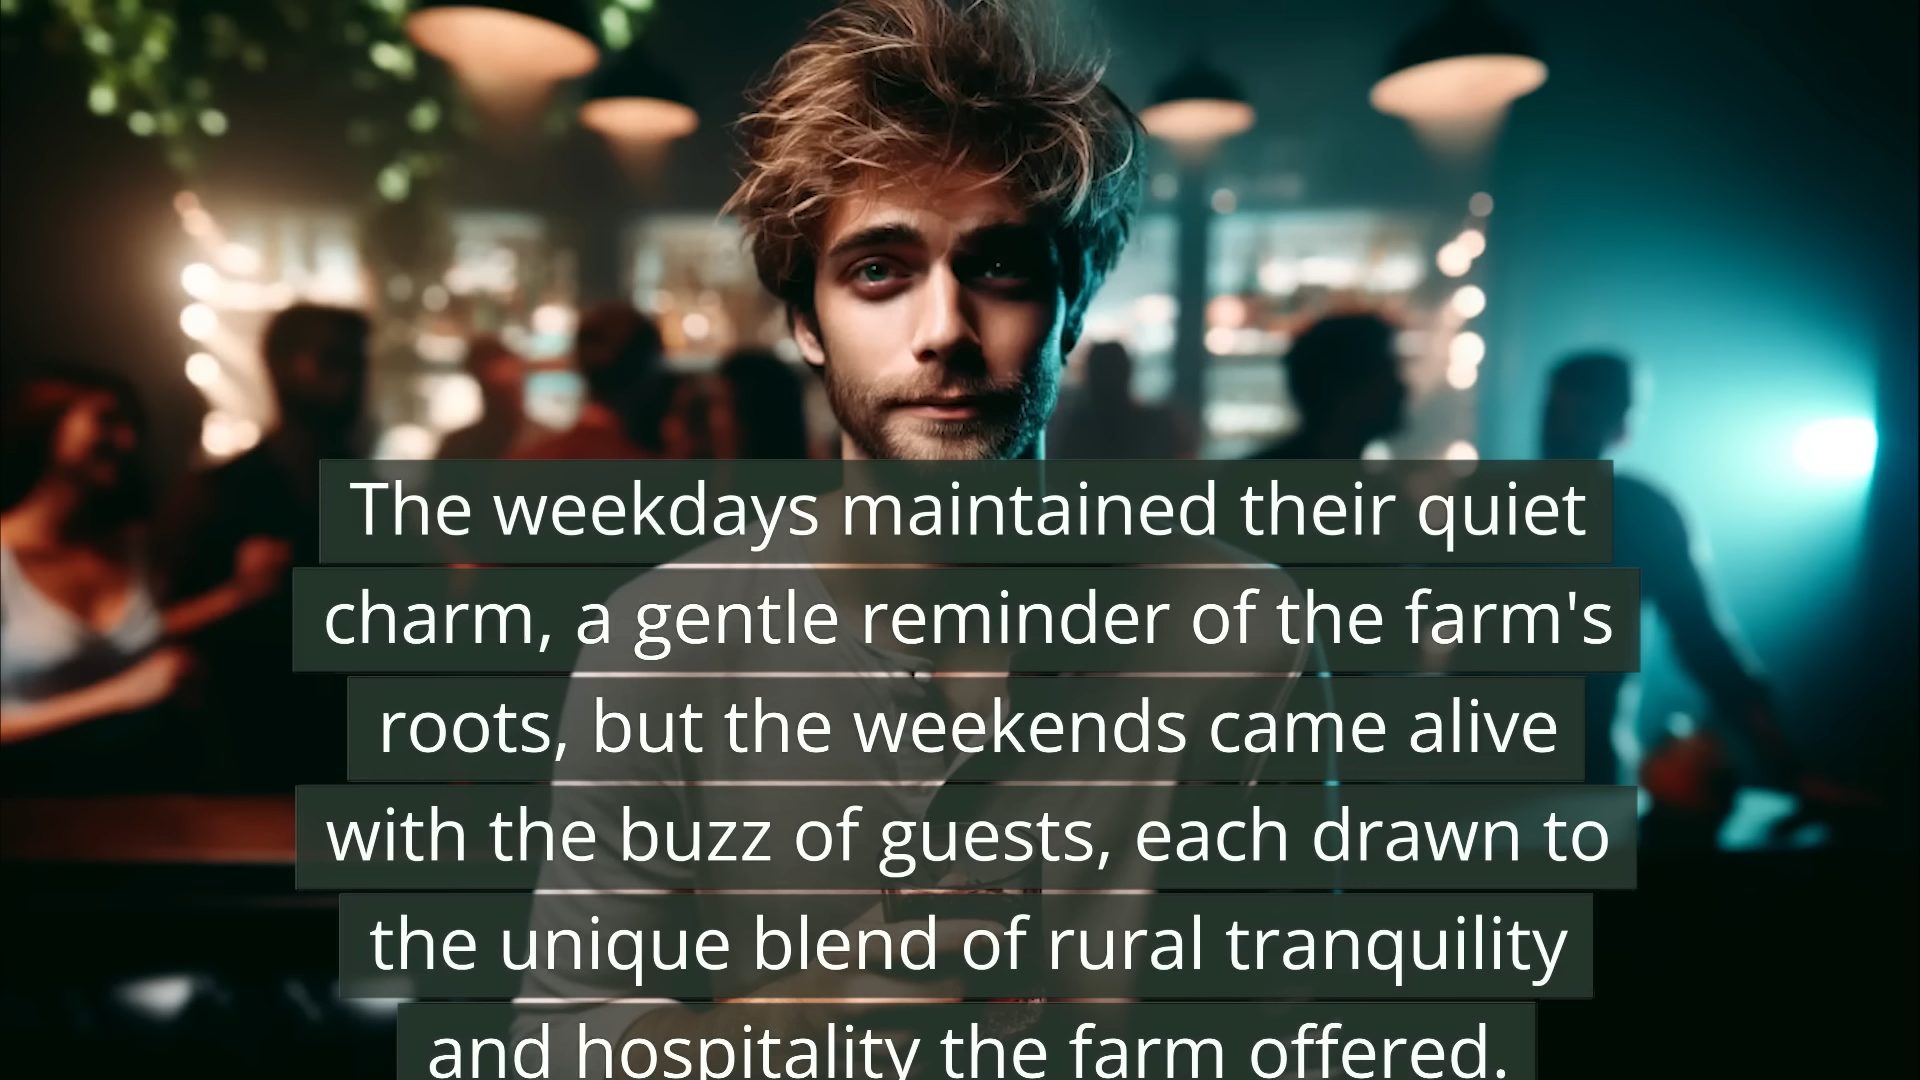 The weekdays maintained their quiet
charm, a gentle reminder of the farm's
roots, but the weekends came alive
with the buzz of guests, each drawn to
the unique blend of rural tranquility
and hospitality the farm offered.